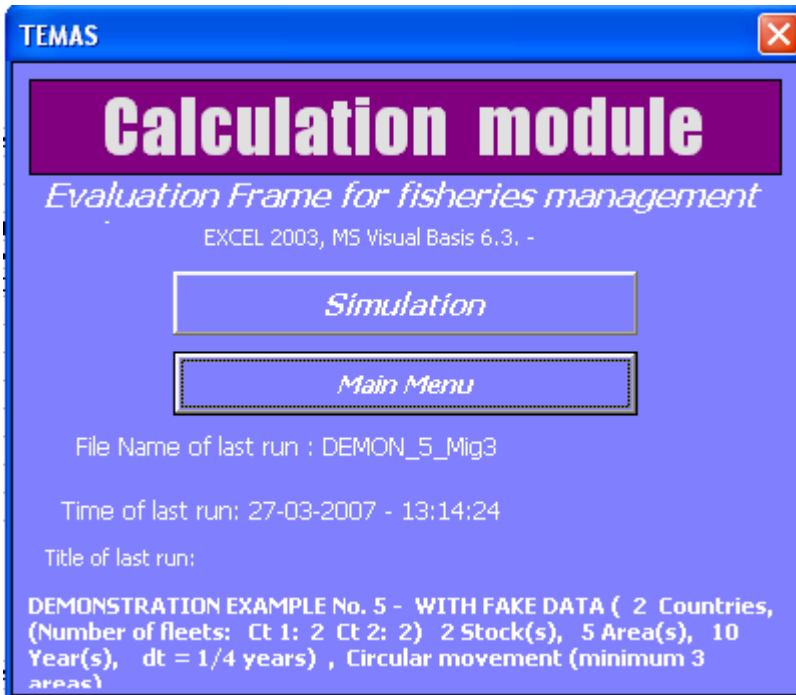 TEMAS
Calculation module
Evaluation Frame for fisheries management
EXCEL 2003, MS Visual Basis 6.3. -
Simulation
Main Menu
File Name of last run : DEMON_5_Mig3
Time of last run: 27-03-2007 - 13:14:24
Title of last run:
DEMONSTRATION EXAMPLE No. 5 - WITH FAKE DATA ( 2 Countries,
(Number of fleets: Ct 1: 2 Ct 2: 2) 2 Stock(s), 5 Area(s), 10
Year(s), dt = 1/4 years) , Circular movement (minimum 3
areas)